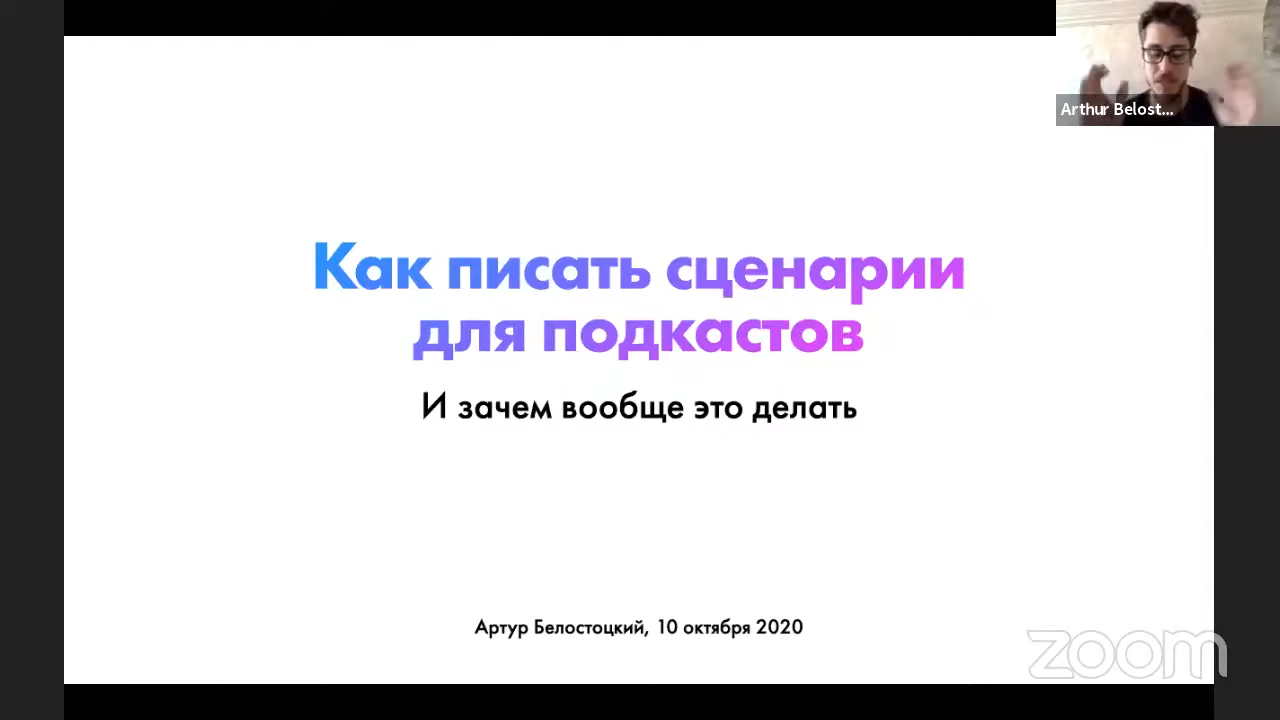 Arthur Belost...
Как писать сценарии
для подкастов
И зачем вообще это делать
Артур Белостоцкий, 10 октября 2020
zoom